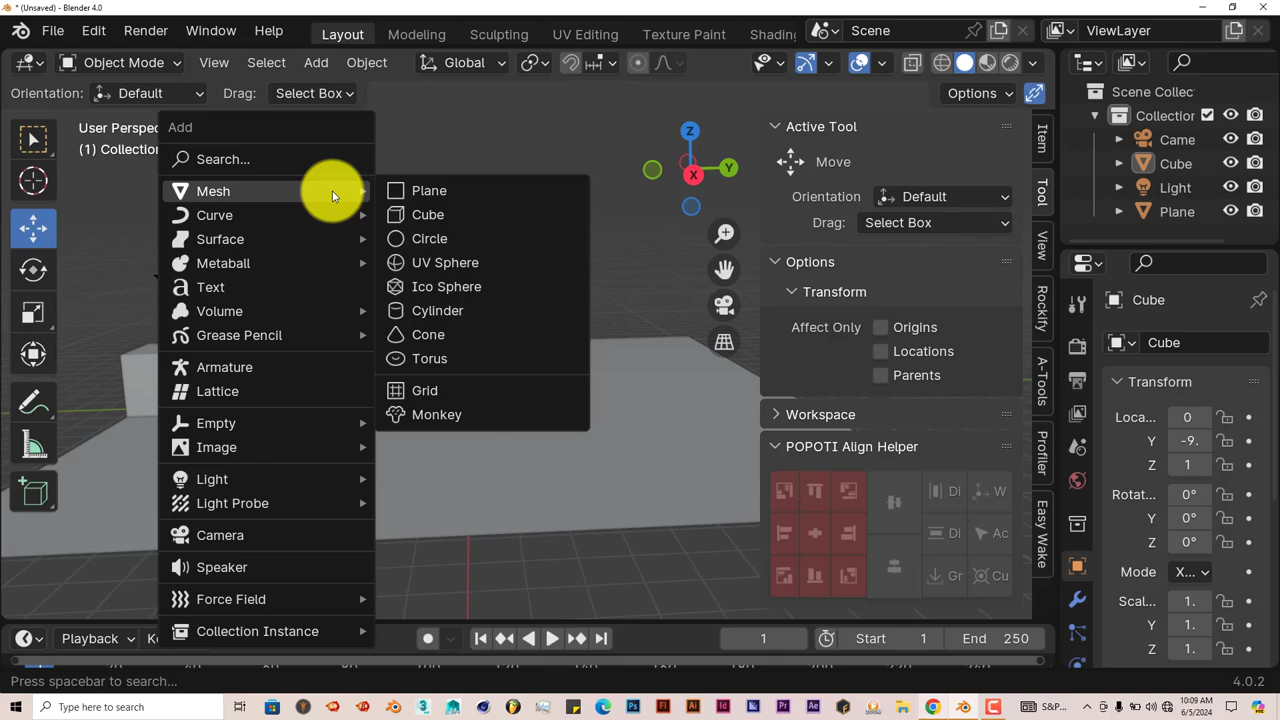 * (Unsaved) - Blender 4.0
File Edit Render Window Help
Layout Modeling Sculpting UV Editing Texture Paint Shading
Scene
ViewLayer
Object Mode View Select Add Object
Global
Orientation: Default Drag: Select Box
Options
User Perspe
(1) Collection
Add
Search...
Mesh
Curve
Surface
Metaball
Text
Volume
Grease Pencil
Armature
Lattice
Empty
Image
Light
Light Probe
Camera
Speaker
Force Field
Collection Instance
Plane
Cube
Circle
UV Sphere
Ico Sphere
Cylinder
Cone
Torus
Grid
Monkey
Z
Y
X
Active Tool
Move
Orientation Default
Drag: Select Box
Options
Transform
Affect Only Origins
Locations
Parents
Workspace
POPOTI Align Helper
Di W
Di Ac
Gr Cu
Item
Tool
View
Rockify
A-Tools
Profiler
Easy Wake
Scene Collec
Collection
Came
Cube
Light
Plane
Cube
Cube
Transform
Loca... 0
Y -9.
Z 1
Rotat... 0°
Y 0°
Z 0°
Mode X...
Scal... 1.
Y 1.
Z 1.
Playback 1 Start 1 End 250
Press spacebar to search...
4.0.2
Type here to search
S&P...
10:09 AM
6/5/2024